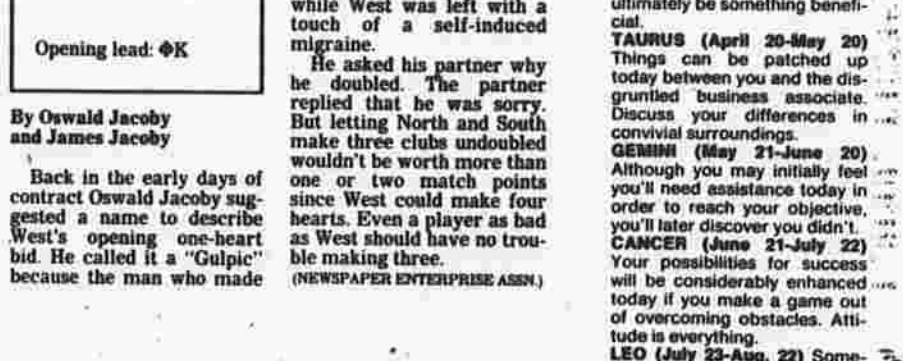 Opening lead: ♦K
By Oswald Jacoby
and James Jacoby
Back in the early days of
contract Oswald Jacoby sug-
gested a name to describe
West's opening one-heart
bid. He called it a "Gulpic"
because the man who made
while West was left with a
touch of a self-induced
migraine.
He asked his partner why
he doubled. The partner
replied that he was sorry.
But letting North and South
make three clubs undoubled
wouldn't be worth more than
one or two match points
since West could make four
hearts. Even a player as bad
as West should have no trou-
ble making three.
(NEWSPAPER ENTERPRISE ASSN.)
ultimately be something benefi-
cial.
TAURUS (April 20-May 20)
Things can be patched up
today between you and the dis-
gruntled business associate.
Discuss your differences in
convivial surroundings.
GEMINI (May 21-June 20)
Although you may initially feel
you'll need assistance today in
order to reach your objective,
you'll later discover you didn't.
CANCER (June 21-July 22)
Your possibilities for success
will be considerably enhanced
today if you make a game out
of overcoming obstacles. Atti-
tude is everything.
LEO (July 23-Aug. 22) Some-